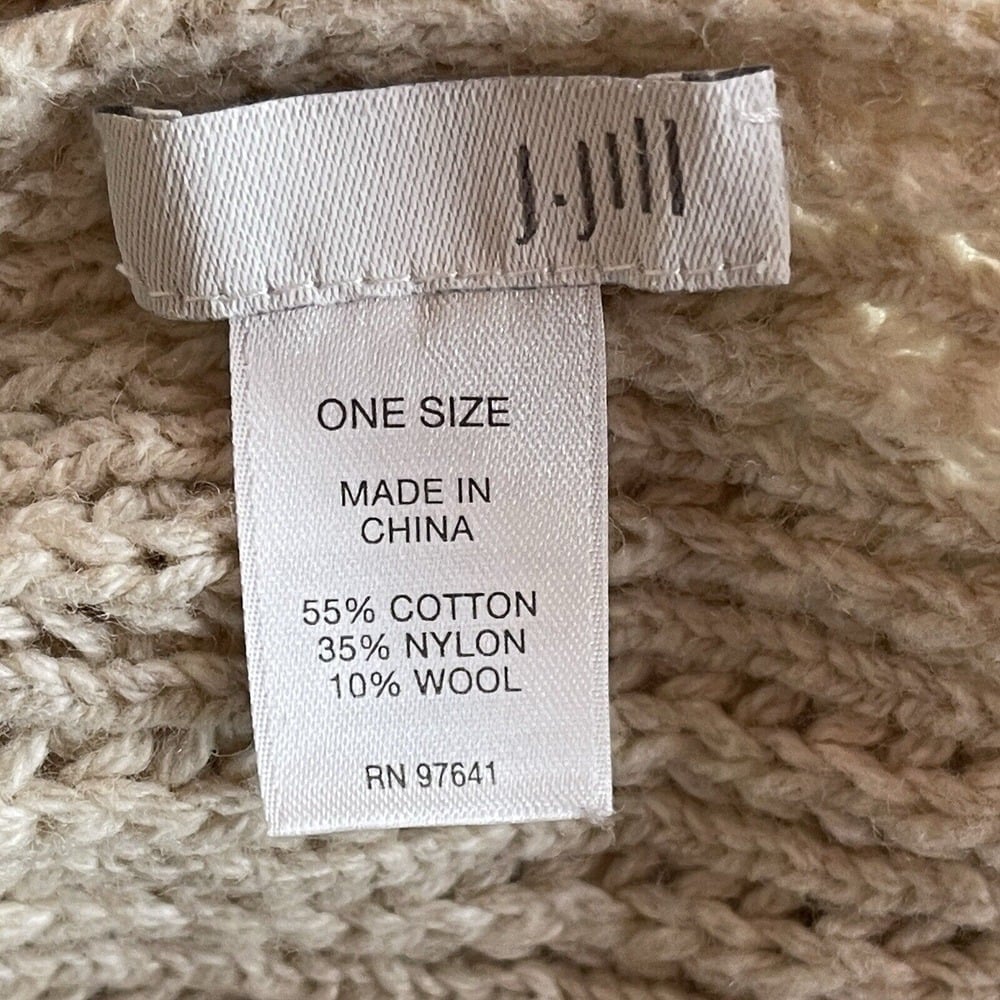 J.Jill
ONE SIZE
MADE IN
CHINA
55% COTTON
35% NYLON
10% WOOL
RN 97641